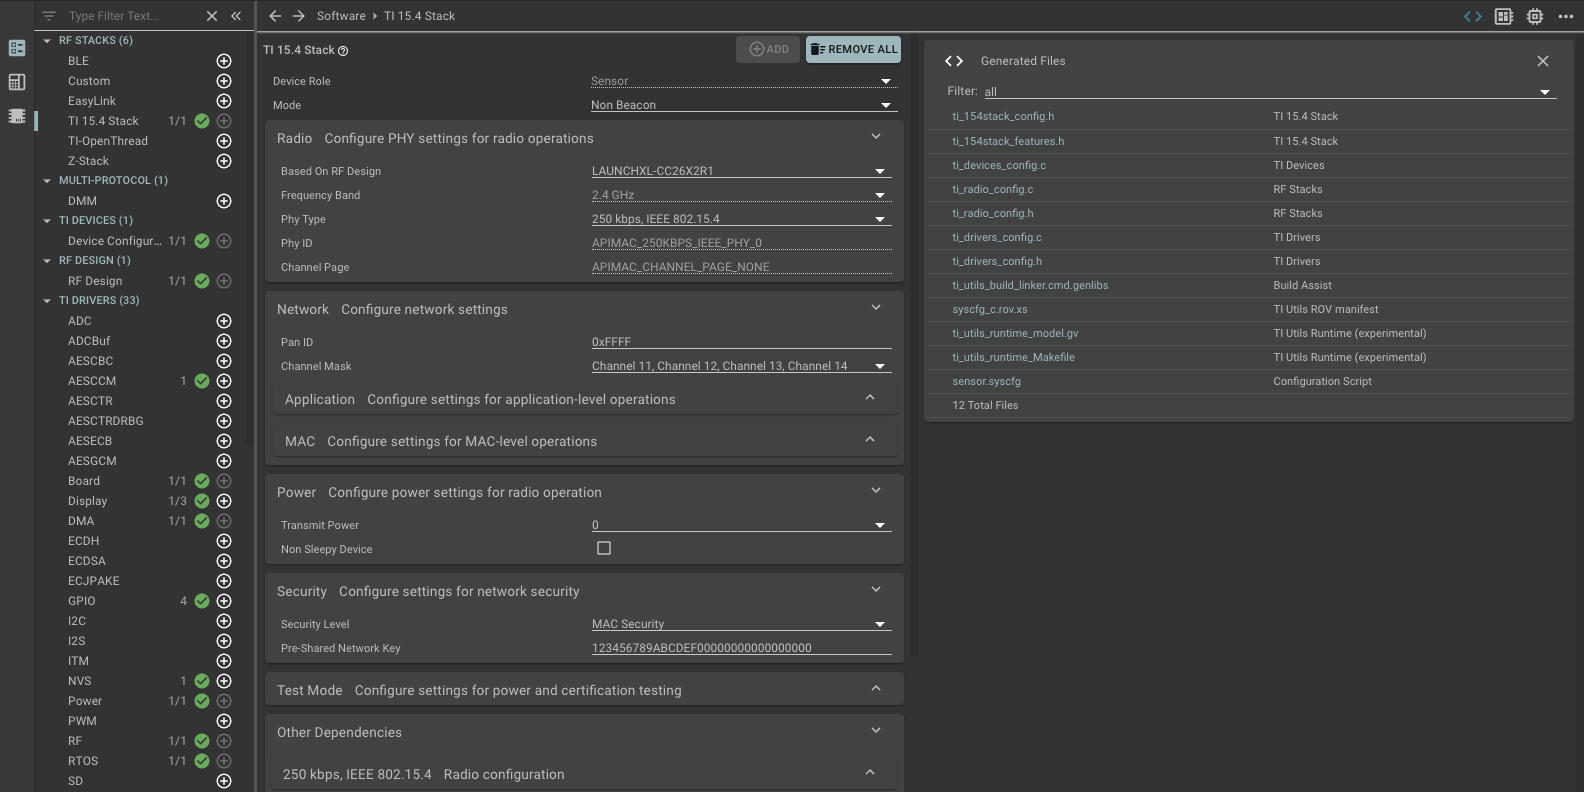 Type Filter Text...
Software TI 15.4 Stack
RF STACKS (6)
BLE
Custom
EasyLink
TI 15.4 Stack 1/1
TI-OpenThread
Z-Stack
MULTI-PROTOCOL (1)
DMM
TI DEVICES (1)
Device Configur... 1/1
RF DESIGN (1)
RF Design 1/1
TI DRIVERS (33)
ADC
ADCBuf
AESCBC
AESCCM 1
AESCTR
AESCTRDRBG
AESECB
AESGCM
Board 1/1
Display 1/3
DMA 1/1
ECDH
ECDSA
ECJPAKE
GPIO 4
I2C
I2S
ITM
NVS 1
Power 1/1
PWM
RF 1/1
RTOS 1/1
SD
TI 15.4 Stack ADD REMOVE ALL
Device Role Sensor
Mode Non Beacon
Radio Configure PHY settings for radio operations
Based On RF Design LAUNCHXL-CC26X2R1
Frequency Band 2.4 GHz
Phy Type 250 kbps, IEEE 802.15.4
Phy ID APIMAC_250KBPS_IEEE_PHY_0
Channel Page APIMAC_CHANNEL_PAGE_NONE
Network Configure network settings
Pan ID 0xFFFF
Channel Mask Channel 11, Channel 12, Channel 13, Channel 14
Application Configure settings for application-level operations
MAC Configure settings for MAC-level operations
Power Configure power settings for radio operation
Transmit Power 0
Non Sleepy Device
Security Configure settings for network security
Security Level MAC Security
Pre-Shared Network Key 123456789ABCDEF00000000000000000
Test Mode Configure settings for power and certification testing
Other Dependencies
250 kbps, IEEE 802.15.4 Radio configuration
Generated Files
Filter: all
ti_154stack_config.h TI 15.4 Stack
ti_154stack_features.h TI 15.4 Stack
ti_devices_config.c TI Devices
ti_radio_config.c RF Stacks
ti_radio_config.h RF Stacks
ti_drivers_config.c TI Drivers
ti_drivers_config.h TI Drivers
ti_utils_build_linker.cmd.genlibs Build Assist
syscfg_c.rov.xs TI Utils ROV manifest
ti_utils_runtime_model.gv TI Utils Runtime (experimental)
ti_utils_runtime_Makefile TI Utils Runtime (experimental)
sensor.syscfg Configuration Script
12 Total Files